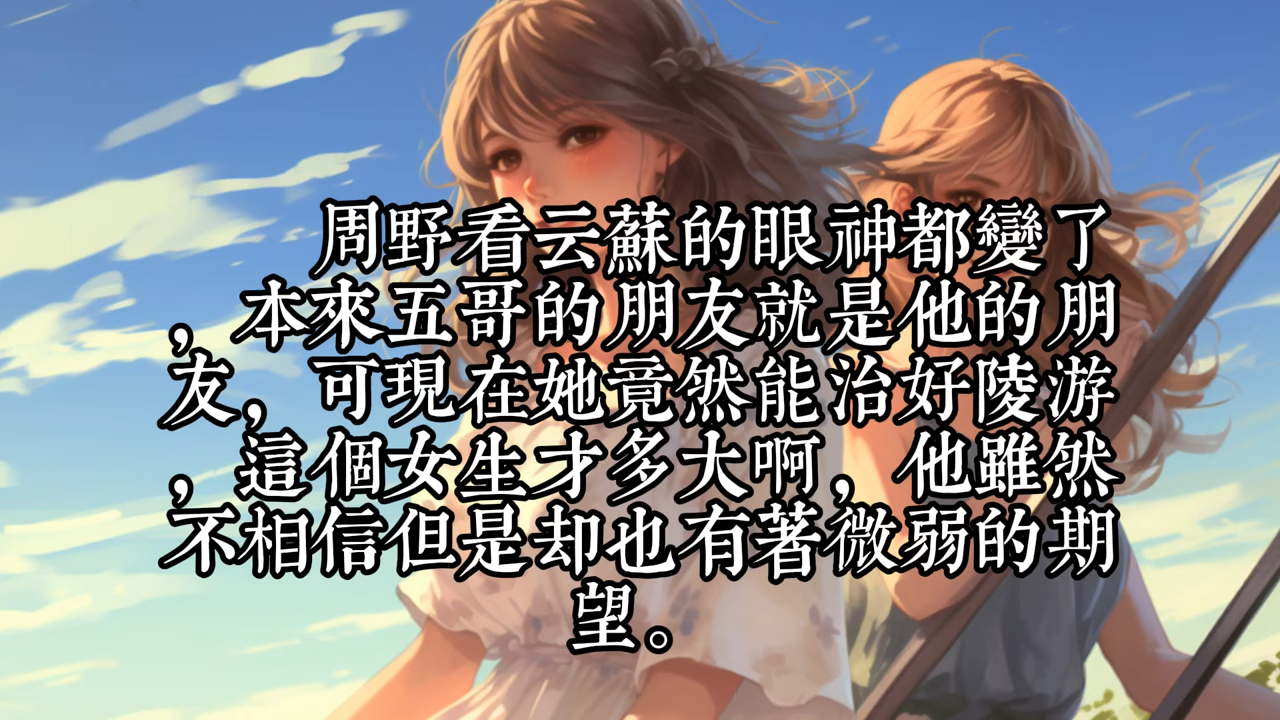 周野看云蘇的眼神都變了
，本來五哥的朋友就是他的朋
友，可現在她竟然能治好陵游
，這個女生才多大啊，他雖然
不相信但是却也有著微弱的期
望。